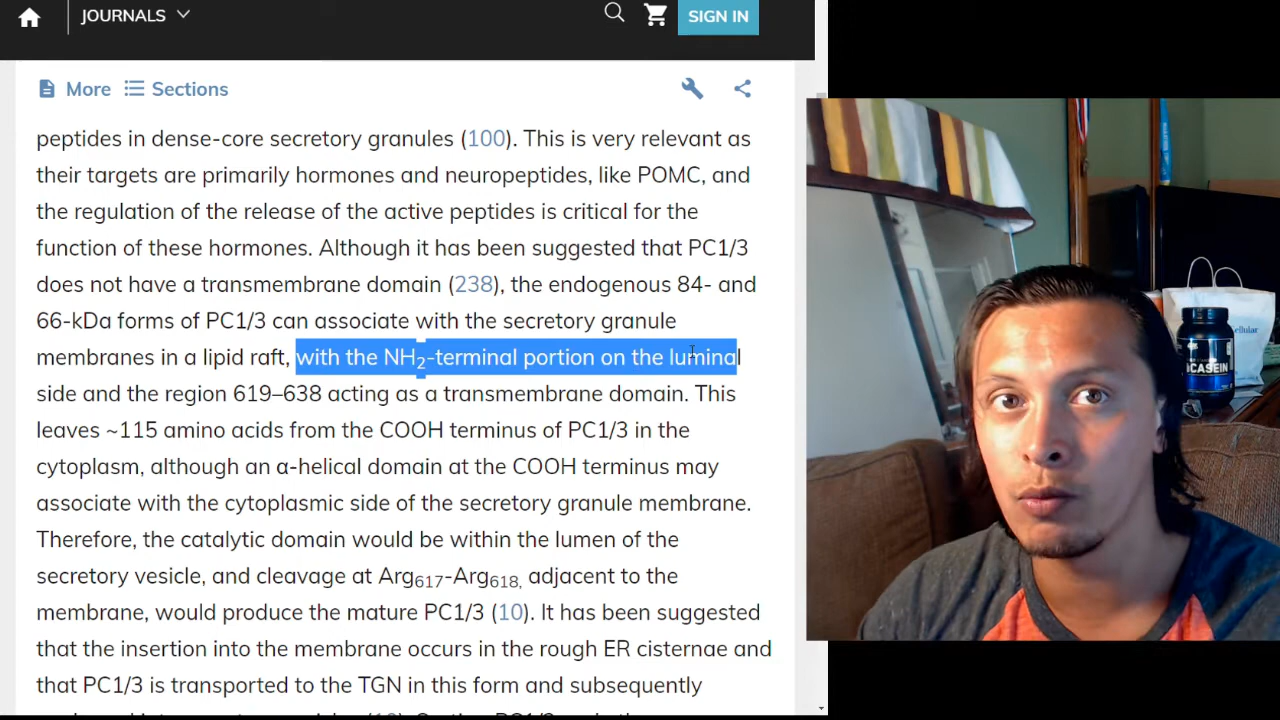 JOURNALS
SIGN IN
More
Sections
peptides in dense-core secretory granules (100). This is very relevant as
their targets are primarily hormones and neuropeptides, like POMC, and
the regulation of the release of the active peptides is critical for the
function of these hormones. Although it has been suggested that PC1/3
does not have a transmembrane domain (238), the endogenous 84- and
66-kDa forms of PC1/3 can associate with the secretory granule
membranes in a lipid raft, with the NH2-terminal portion on the luminal
side and the region 619–638 acting as a transmembrane domain. This
leaves ~115 amino acids from the COOH terminus of PC1/3 in the
cytoplasm, although an α-helical domain at the COOH terminus may
associate with the cytoplasmic side of the secretory granule membrane.
Therefore, the catalytic domain would be within the lumen of the
secretory vesicle, and cleavage at Arg617-Arg618, adjacent to the
membrane, would produce the mature PC1/3 (10). It has been suggested
that the insertion into the membrane occurs in the rough ER cisternae and
that PC1/3 is transported to the TGN in this form and subsequently
Cellular
CASEIN